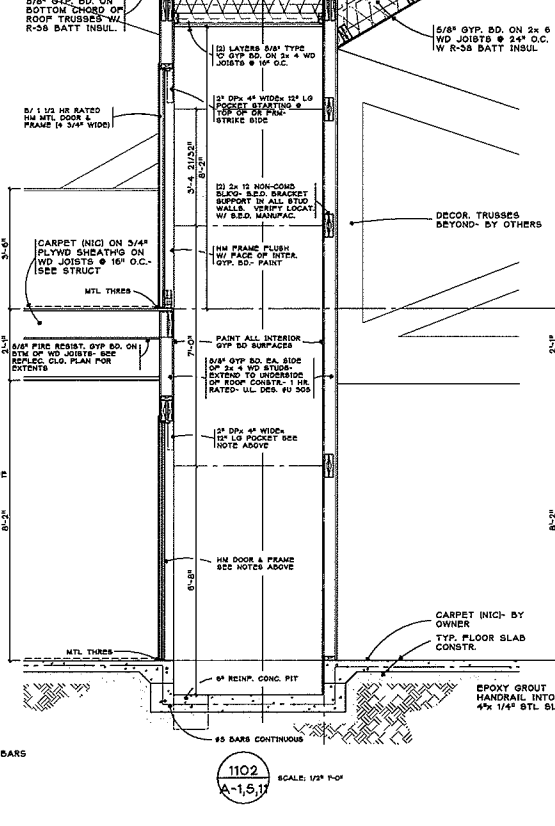 5/8" GYP. BD. ON
BOTTOM CHORD OF
ROOF TRUSSES W/
R-38 BATT INSUL.
(2) LAYERS 5/8" TYPE
'C' GYP BD. ON 2x 4 WD
JOISTS @ 16" O.C.
5/8" GYP. BD. ON 2x 6
WD JOISTS @ 24" O.C.
W R-38 BATT INSUL
B/ 1 1/2 HR RATED
HM MTL DOOR &
FRAME (4 3/4" WIDE)
2" DPx 4" WIDEx 12" LG
POCKET STARTING @
TOP OF DR FRM-
STRIKE SIDE
3'-4 21/32"
8'-2"
(2) 2x 12 NON-COMB
BLK'G- S.E.D. BRACKET
SUPPORT IN ALL STUD
WALLS. VERIFY LOCAT.
W/ S.E.D. MANUFAC.
DECOR. TRUSSES
BEYOND- BY OTHERS
3'-6"
CARPET (NIC) ON 3/4"
PLYWD SHEATH'G ON
WD JOISTS @ 16" O.C.-
SEE STRUCT
HM FRAME FLUSH
W/ FACE OF INTER.
GYP. BD.- PAINT
MTL THRES
2'-1"
5/8" FIRE RESIST. GYP BD. ON
BTM OF WD JOISTS- SEE
REFLEC. CLG. PLAN FOR
EXTENTS
7'-0"
PAINT ALL INTERIOR
GYP BD SURFACES
2'-1"
5/8" GYP BD. EA. SIDE
OF 2x 4 WD STUDS-
EXTEND TO UNDERSIDE
OF ROOF CONSTR.- 1 HR.
RATED- U.L. DES. #U 305
2" DPx 4" WIDEx
12" LG POCKET SEE
NOTE ABOVE
8'-2"
8'-2"
HM DOOR & FRAME
SEE NOTES ABOVE
6'-8"
CARPET (NIC)- BY
OWNER
TYP. FLOOR SLAB
CONSTR.
MTL THRES
6" REINF. CONC. PIT
EPOXY GROUT
HANDRAIL INTO
4"x 1/4" STL SL
#5 BARS CONTINUOUS
BARS
1102
A-1,5,11
SCALE: 1/2" 1'-0"